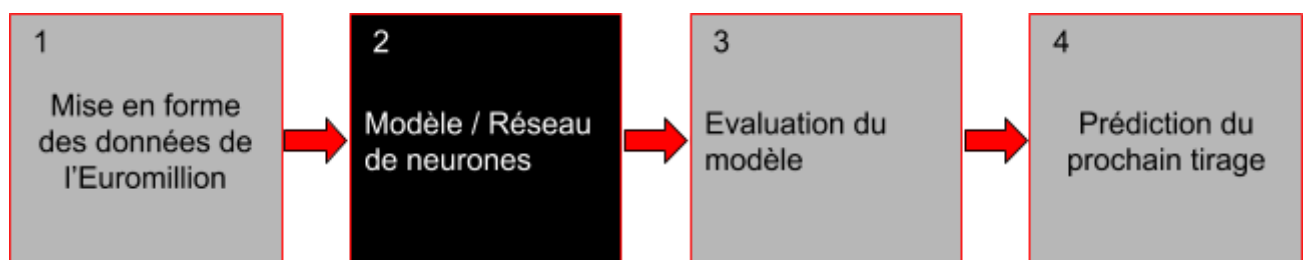 1
Mise en forme
des données de
l'Euromillion
2
Modèle / Réseau
de neurones
3
Evaluation du
modèle
4
Prédiction du
prochain tirage